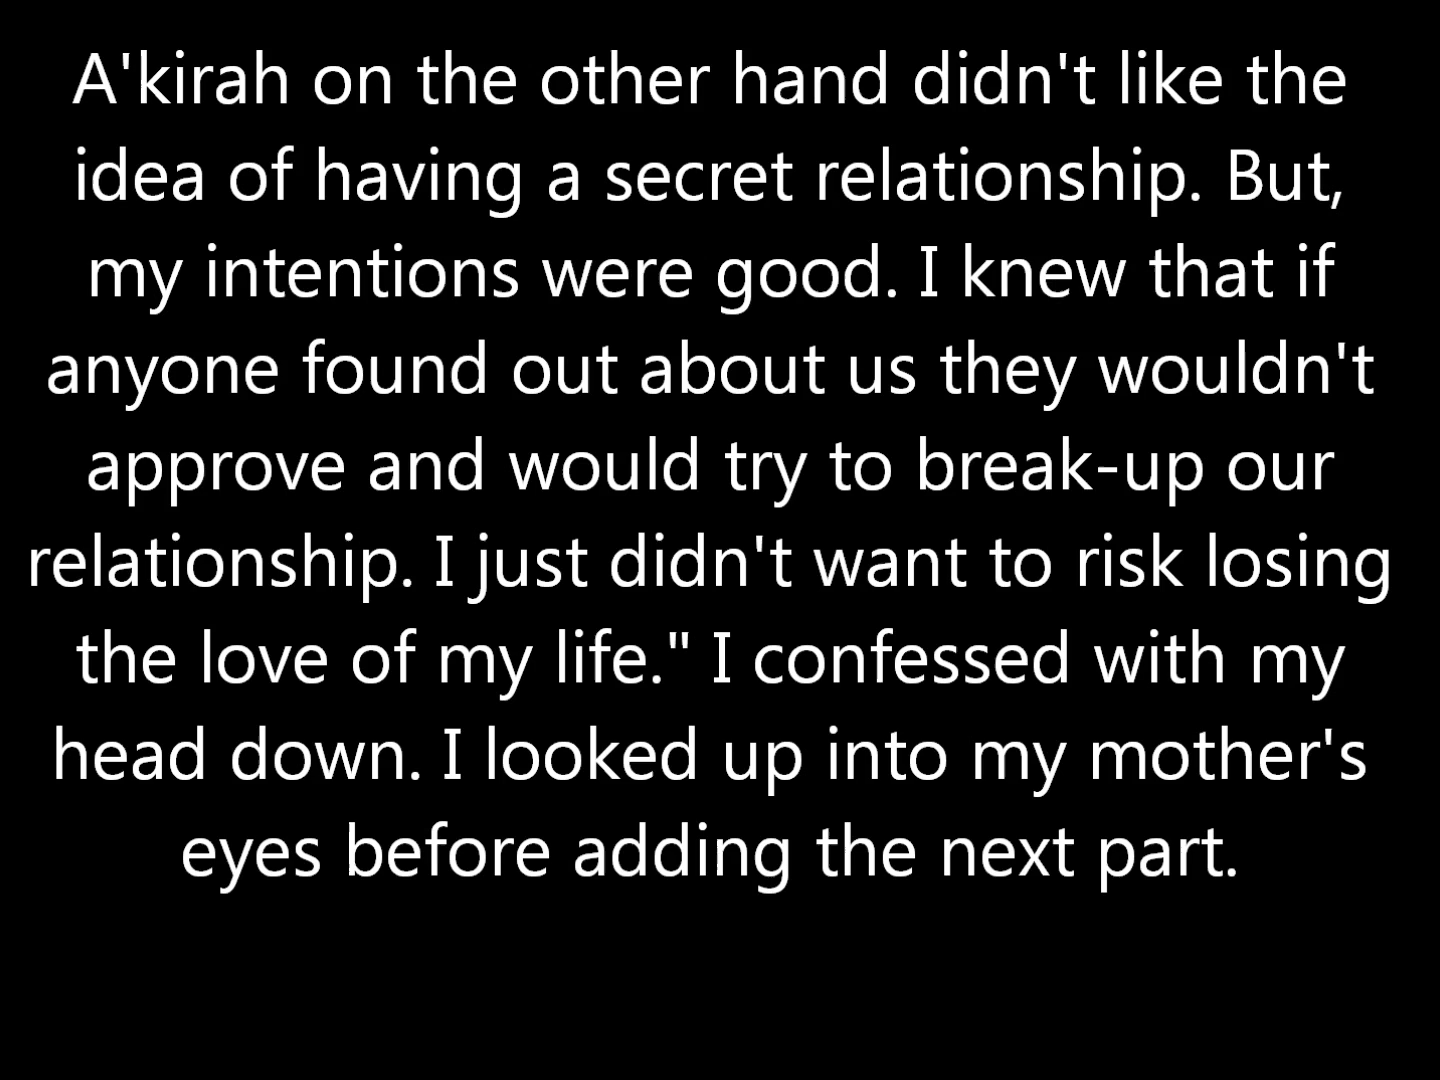 A'kirah on the other hand didn't like the
idea of having a secret relationship. But,
my intentions were good. I knew that if
anyone found out about us they wouldn't
approve and would try to break-up our
relationship. I just didn't want to risk losing
the love of my life." I confessed with my
head down. I looked up into my mother's
eyes before adding the next part.